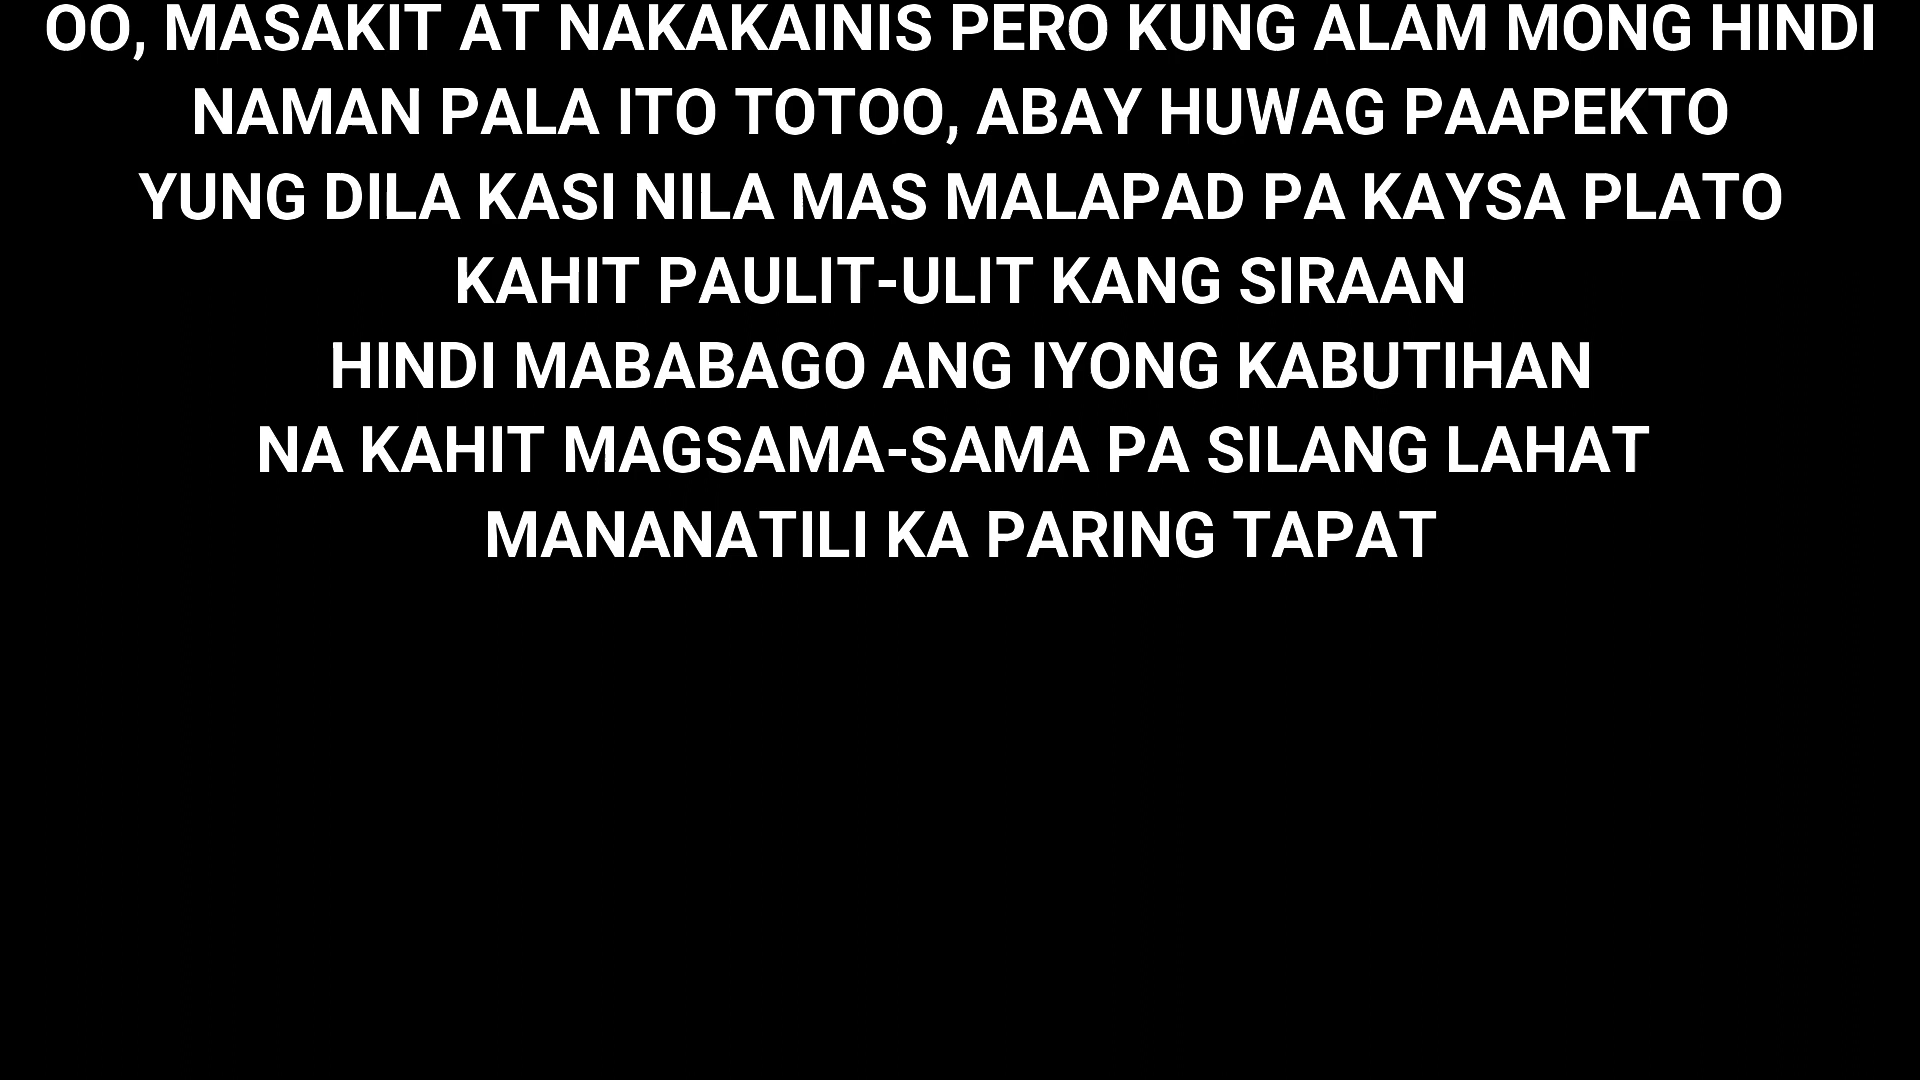 OO, MASAKIT AT NAKAKAINIS PERO KUNG ALAM MONG HINDI
NAMAN PALA ITO TOTOO, ABAY HUWAG PAAPEKTO
YUNG DILA KASI NILA MAS MALAPAD PA KAYSA PLATO
KAHIT PAULIT-ULIT KANG SIRAAN
HINDI MABABAGO ANG IYONG KABUTIHAN
NA KAHIT MAGSAMA-SAMA PA SILANG LAHAT
MANANATILI KA PARING TAPAT